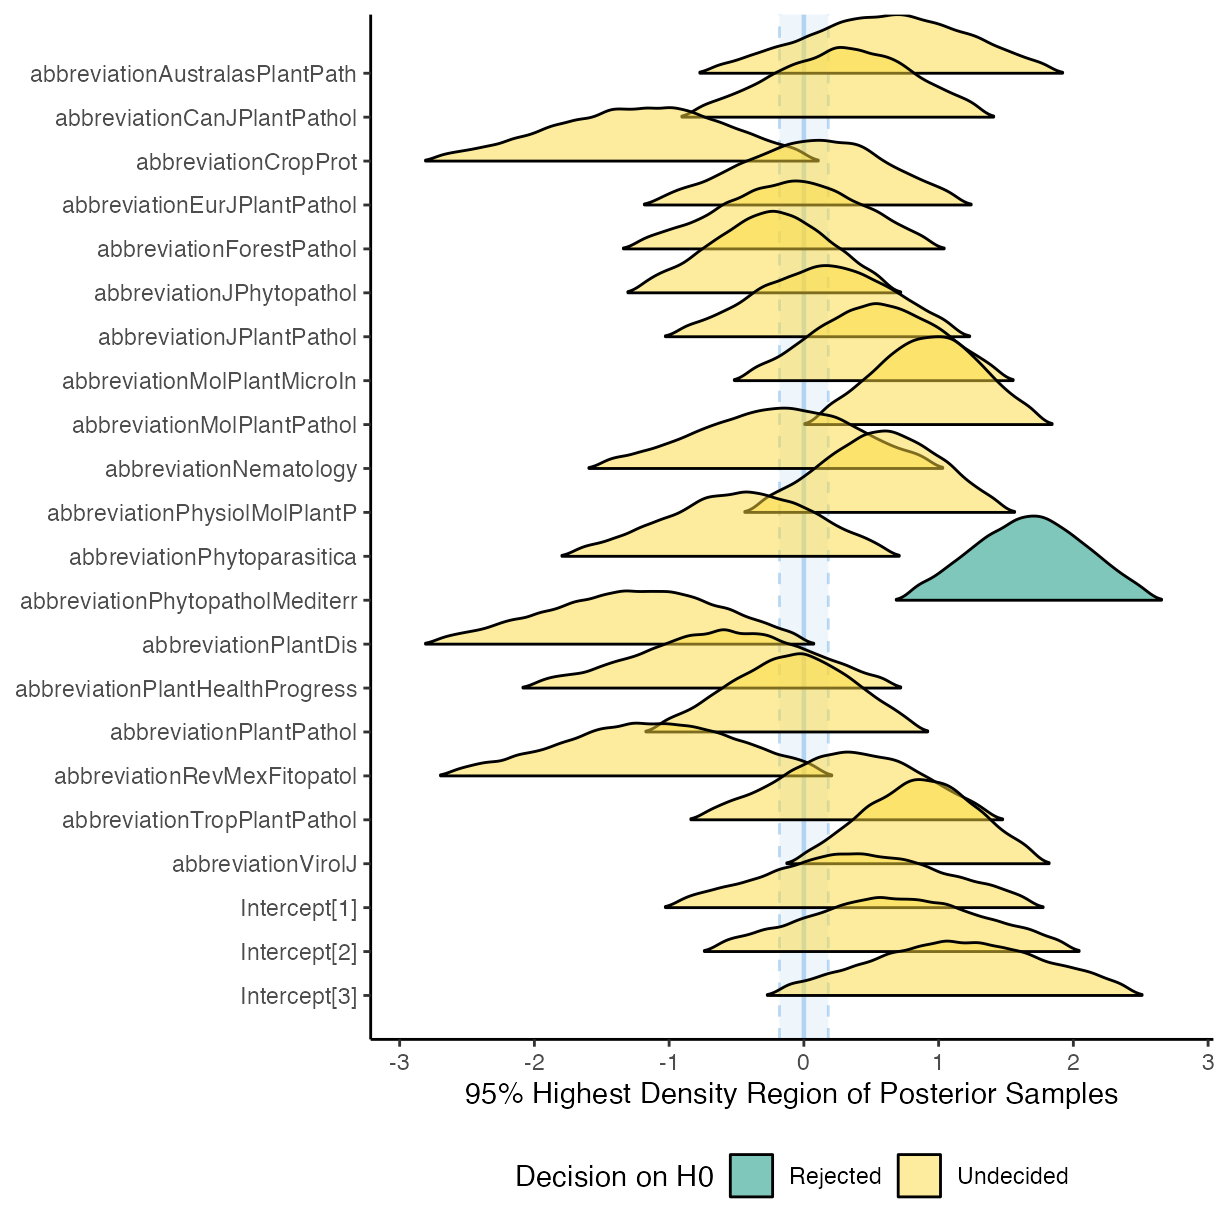 abbreviationAustralasPlantPath
abbreviationCanJPlantPathol
abbreviationCropProt
abbreviationEurJPlantPathol
abbreviationForestPathol
abbreviationJPhytopathol
abbreviationJPlantPathol
abbreviationMolPlantMicroIn
abbreviationMolPlantPathol
abbreviationNematology
abbreviationPhysiolMolPlantP
abbreviationPhytoparasitica
abbreviationPhytopatholMediterr
abbreviationPlantDis
abbreviationPlantHealthProgress
abbreviationPlantPathol
abbreviationRevMexFitopatol
abbreviationTropPlantPathol
abbreviationVirolJ
Intercept[1]
Intercept[2]
Intercept[3]
-3 -2 -1 0 1 2 3
95% Highest Density Region of Posterior Samples
Decision on H0 Rejected Undecided